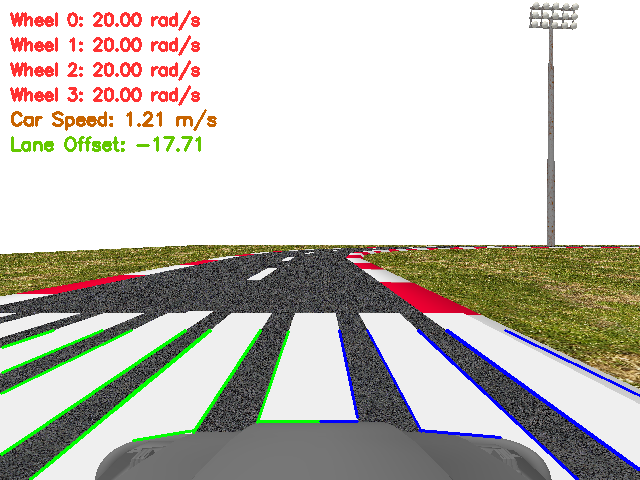 Wheel 0: 20.00 rad/s
Wheel 1: 20.00 rad/s
Wheel 2: 20.00 rad/s
Wheel 3: 20.00 rad/s
Car Speed: 1.21 m/s
Lane Offset: -17.71